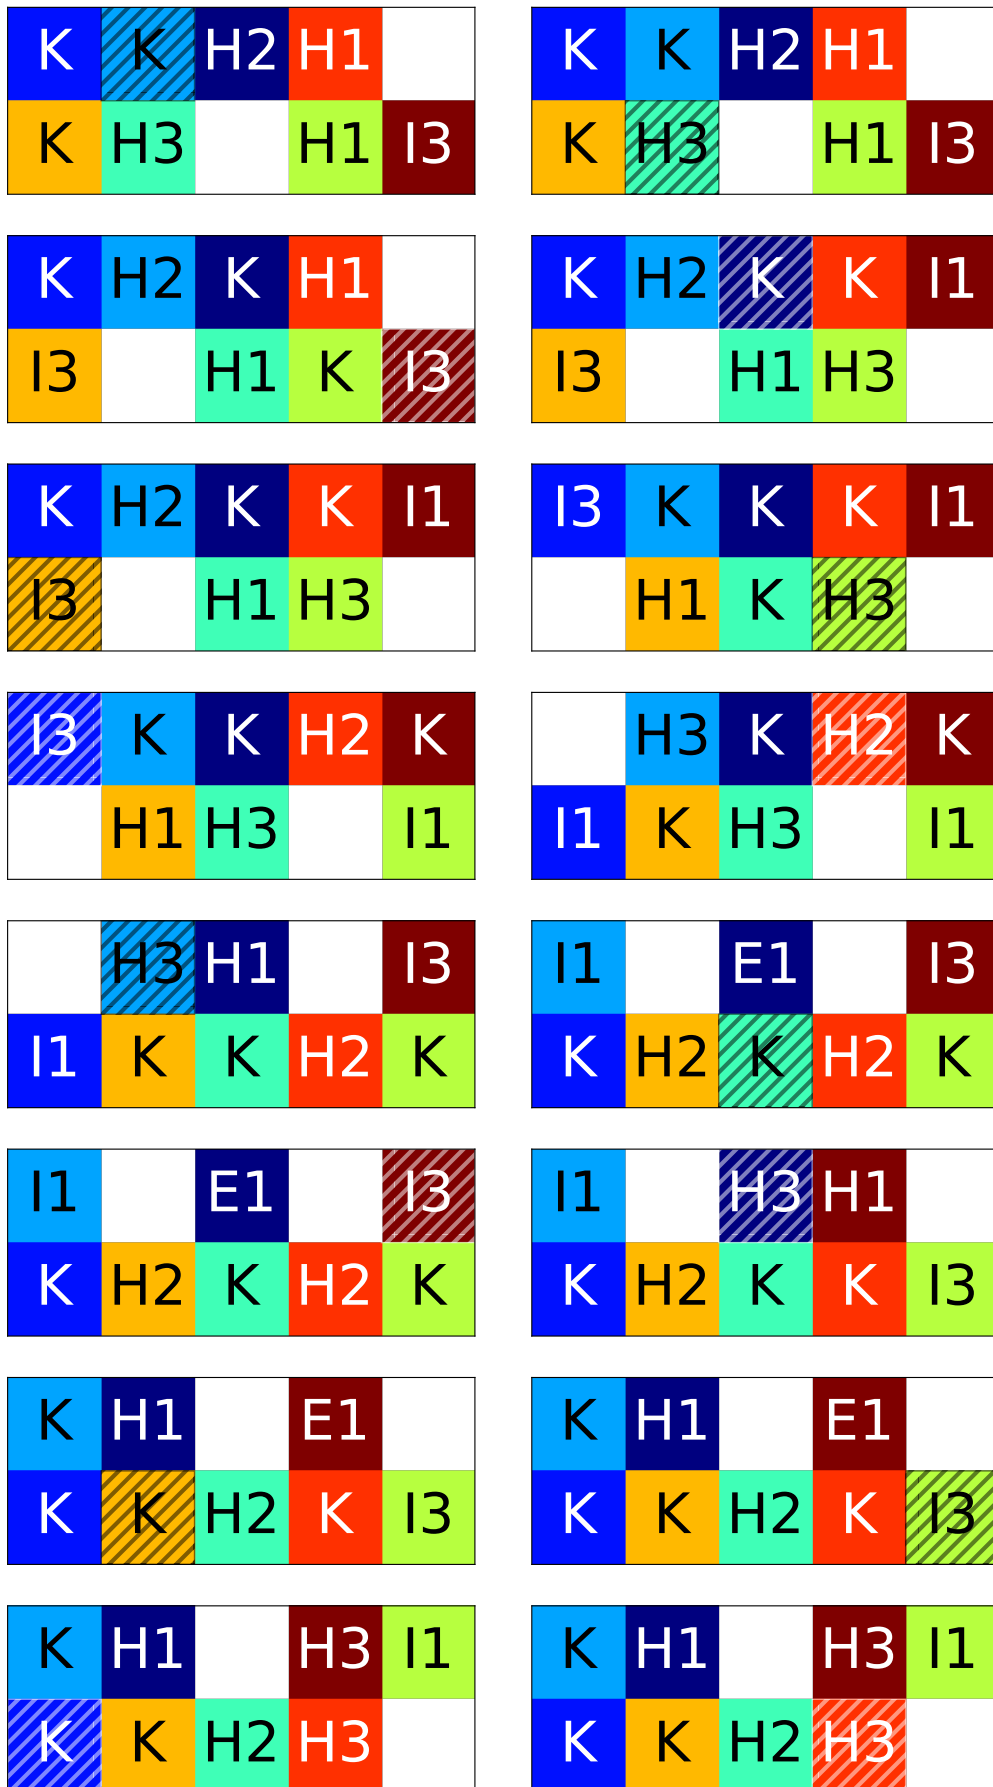 K K H2 H1 K K H2 H1
K H3 H1 I3 K H3 H1 I3
K H2 K H1 K H2 K K I1
I3 H1 K I3 I3 H1 H3
K H2 K K I1 I3 K K K I1
I3 H1 H3 H1 K H3
I3 K K H2 K H3 K H2 K
H1 H3 I1 I1 K H3 I1
H3 H1 I3 I1 E1 I3
I1 K K H2 K K H2 K H2 K
I1 E1 I3 I1 H3 H1
K H2 K H2 K K H2 K K I3
K H1 E1 K H1 E1
K K H2 K I3 K K H2 K I3
K H1 H3 I1 K H1 H3 I1
K K H2 H3 K K H2 H3